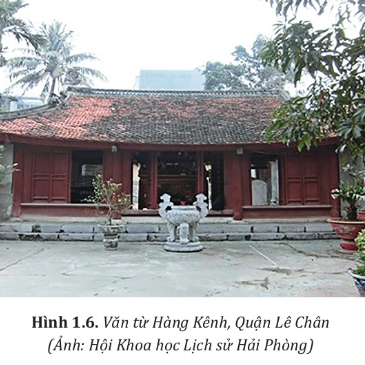 Hình 1.6. Văn từ Hàng Kênh, Quận Lê Chân
(Ảnh: Hội Khoa học Lịch sử Hải Phòng)